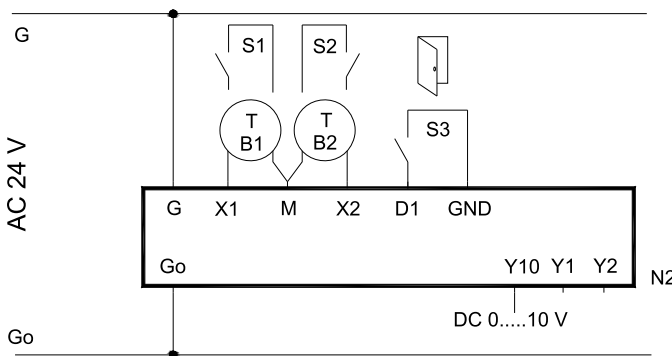 G
S1 S2
T T
B1 B2
S3
AC 24 V
G X1 M X2 D1 GND
Go Y10 Y1 Y2
N2
DC 0.....10 V
Go